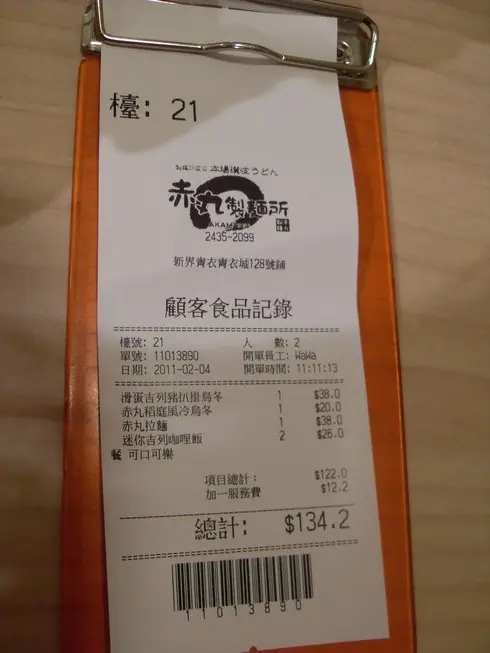 檯: 21
本場讃岐うどん
赤丸製麵所
2435-2099
新界青衣青衣城128號鋪
顧客食品記錄
檯號: 21 人 數: 2
單號: 11013890 開單員工: WaWa
日期: 2011-02-04 開單時間: 11:11:13
滑蛋吉列豬扒掛烏冬 1 $38.0
赤丸稻庭風冷烏冬 1 $20.0
赤丸拉麵 1 $38.0
迷你吉列咖哩飯 2 $26.0
餐 可口可樂
項目總計: $122.0
加一服務費 $12.2
總計: $134.2
11013890